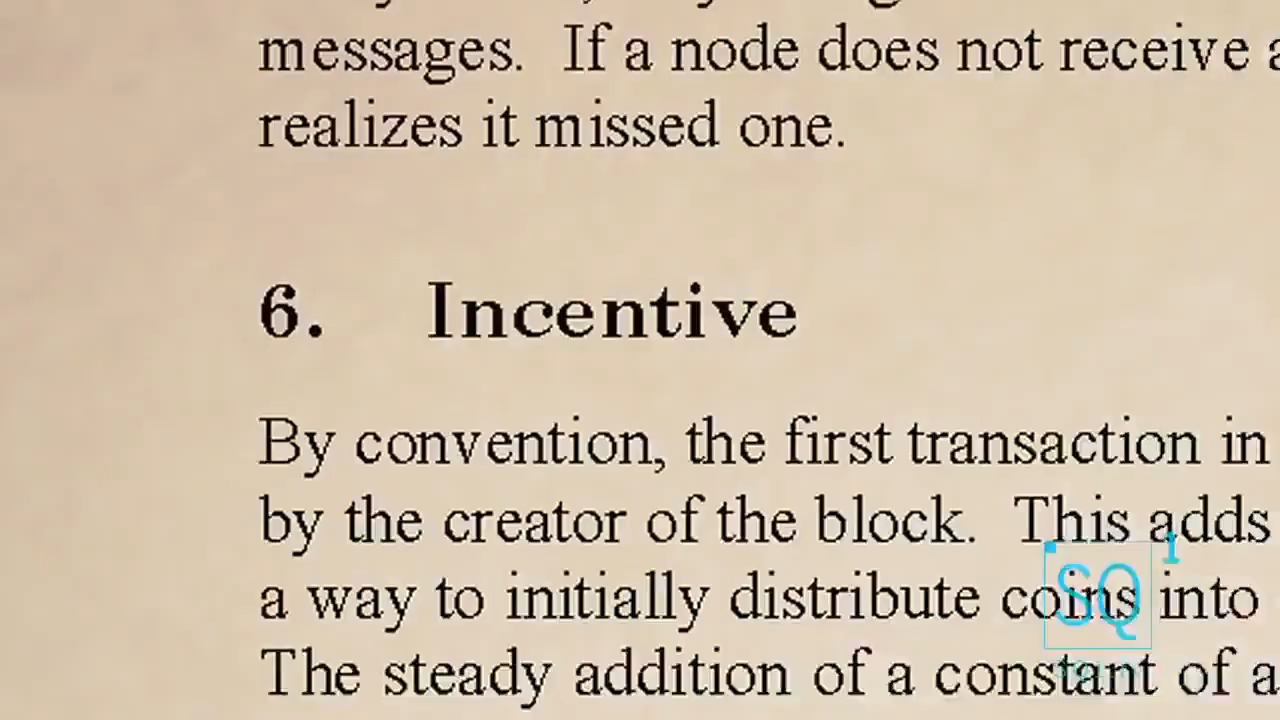 messages. If a node does not receive a
realizes it missed one.
6. Incentive
By convention, the first transaction in
by the creator of the block. This adds
a way to initially distribute coins into
The steady addition of a constant of a
SQ1